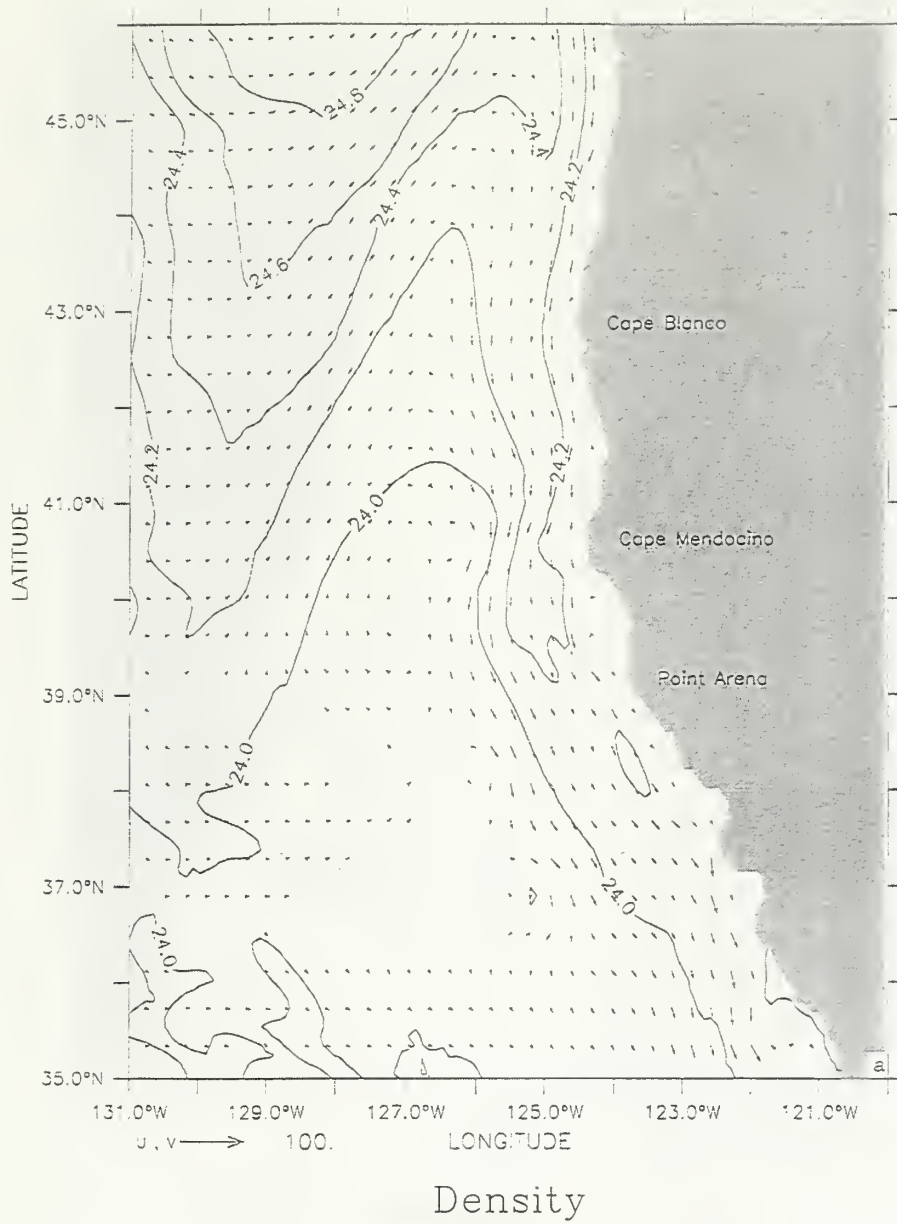 24.8
45.0°N
24.4
24.4
24.4
24.2
24.6
43.0°N
Cape Blanco
24.2
24.2
41.0°N
24.0
Cape Mendocino
LATITUDE
Point Arena
39.0°N
24.0
37.0°N
24.0
24.0
35.0°N
a
131.0°W 129.0°W 127.0°W 125.0°W 123.0°W 121.0°W
U,V 100. LONGITUDE
Density